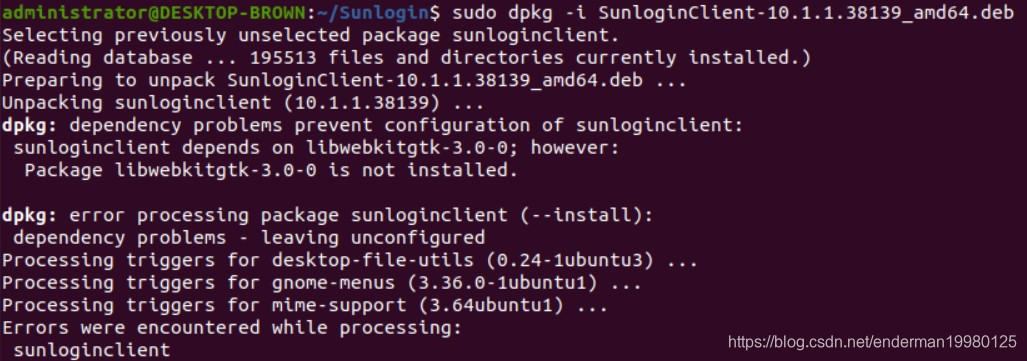 administrator@DESKTOP-BROWN:~/Sunlogin$ sudo dpkg -i SunloginClient-10.1.1.38139_amd64.deb
Selecting previously unselected package sunloginclient.
(Reading database ... 195513 files and directories currently installed.)
Preparing to unpack SunloginClient-10.1.1.38139_amd64.deb ...
Unpacking sunloginclient (10.1.1.38139) ...
dpkg: dependency problems prevent configuration of sunloginclient:
 sunloginclient depends on libwebkitgtk-3.0-0; however:
  Package libwebkitgtk-3.0-0 is not installed.

dpkg: error processing package sunloginclient (--install):
 dependency problems - leaving unconfigured
Processing triggers for desktop-file-utils (0.24-1ubuntu3) ...
Processing triggers for gnome-menus (3.36.0-1ubuntu1) ...
Processing triggers for mime-support (3.64ubuntu1) ...
Errors were encountered while processing:
 sunloginclient
https://blog.csdn.net/enderman19980125